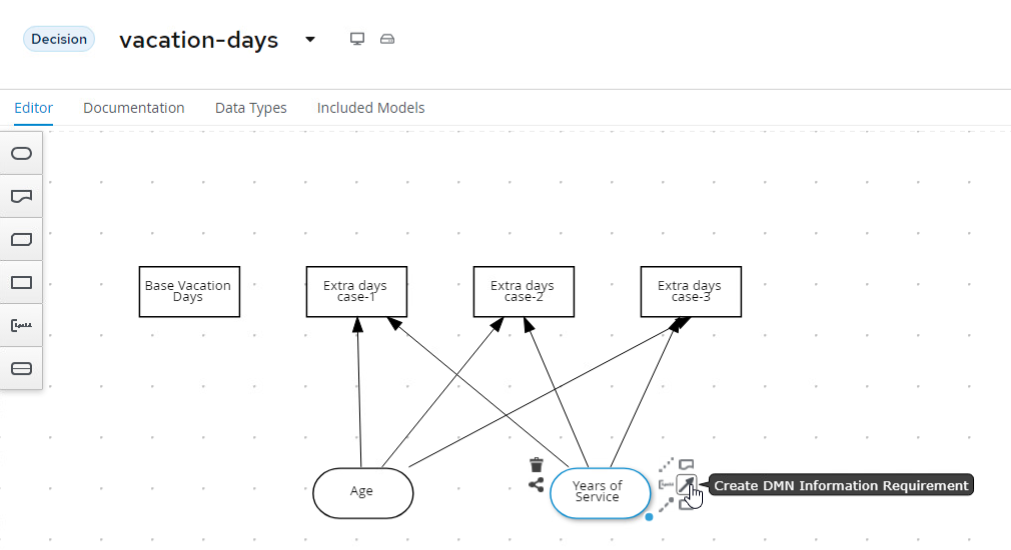 Decision
vacation-days
Editor
Documentation
Data Types
Included Models
Base Vacation
Days
Extra days
case-1
Extra days
case-2
Extra days
case-3
Age
Years of
Service
Create DMN Information Requirement